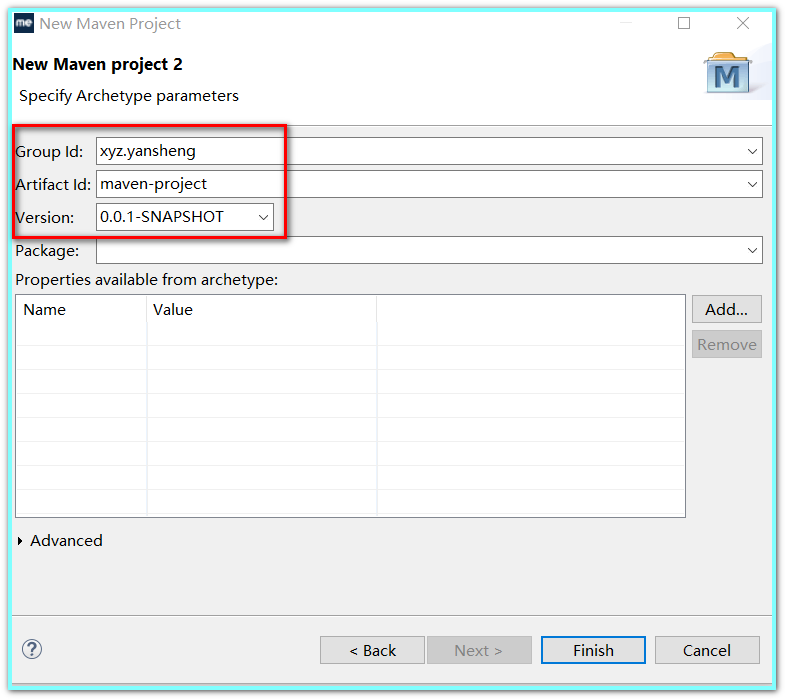 me New Maven Project
New Maven project 2
Specify Archetype parameters
M
Group Id: xyz.yansheng
Artifact Id: maven-project
Version: 0.0.1-SNAPSHOT
Package:
Properties available from archetype:
Name Value
Add...
Remove
Advanced
? < Back Next > Finish Cancel